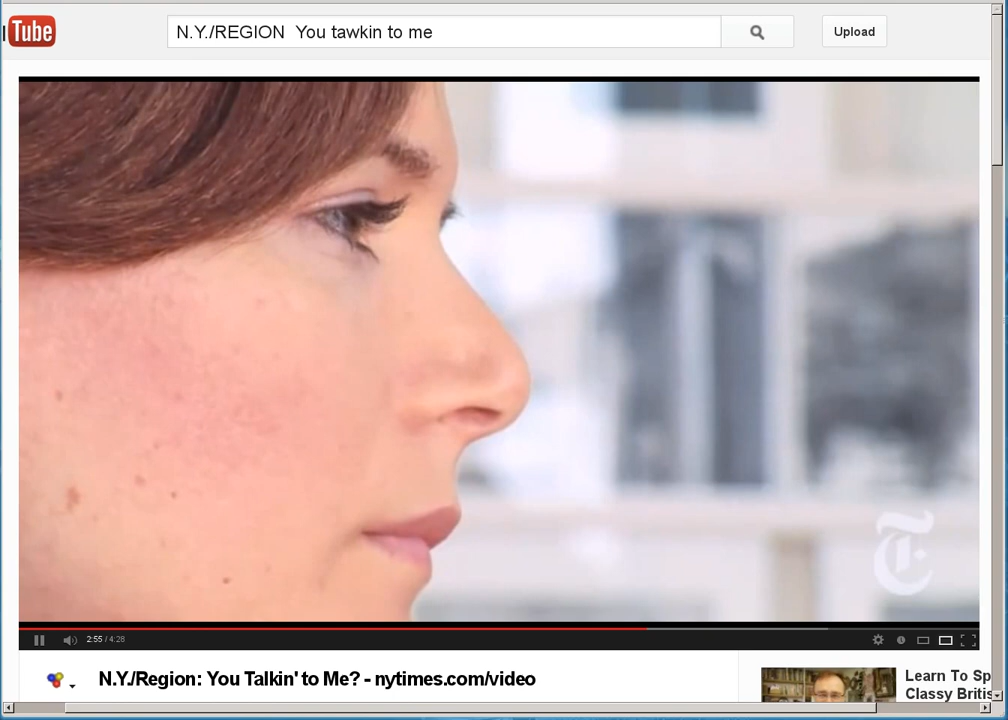 Tube
N.Y./REGION You tawkin to me
Upload
T
2:55 / 4:28
N.Y./Region: You Talkin' to Me? - nytimes.com/video
Learn To Sp
Classy Britis